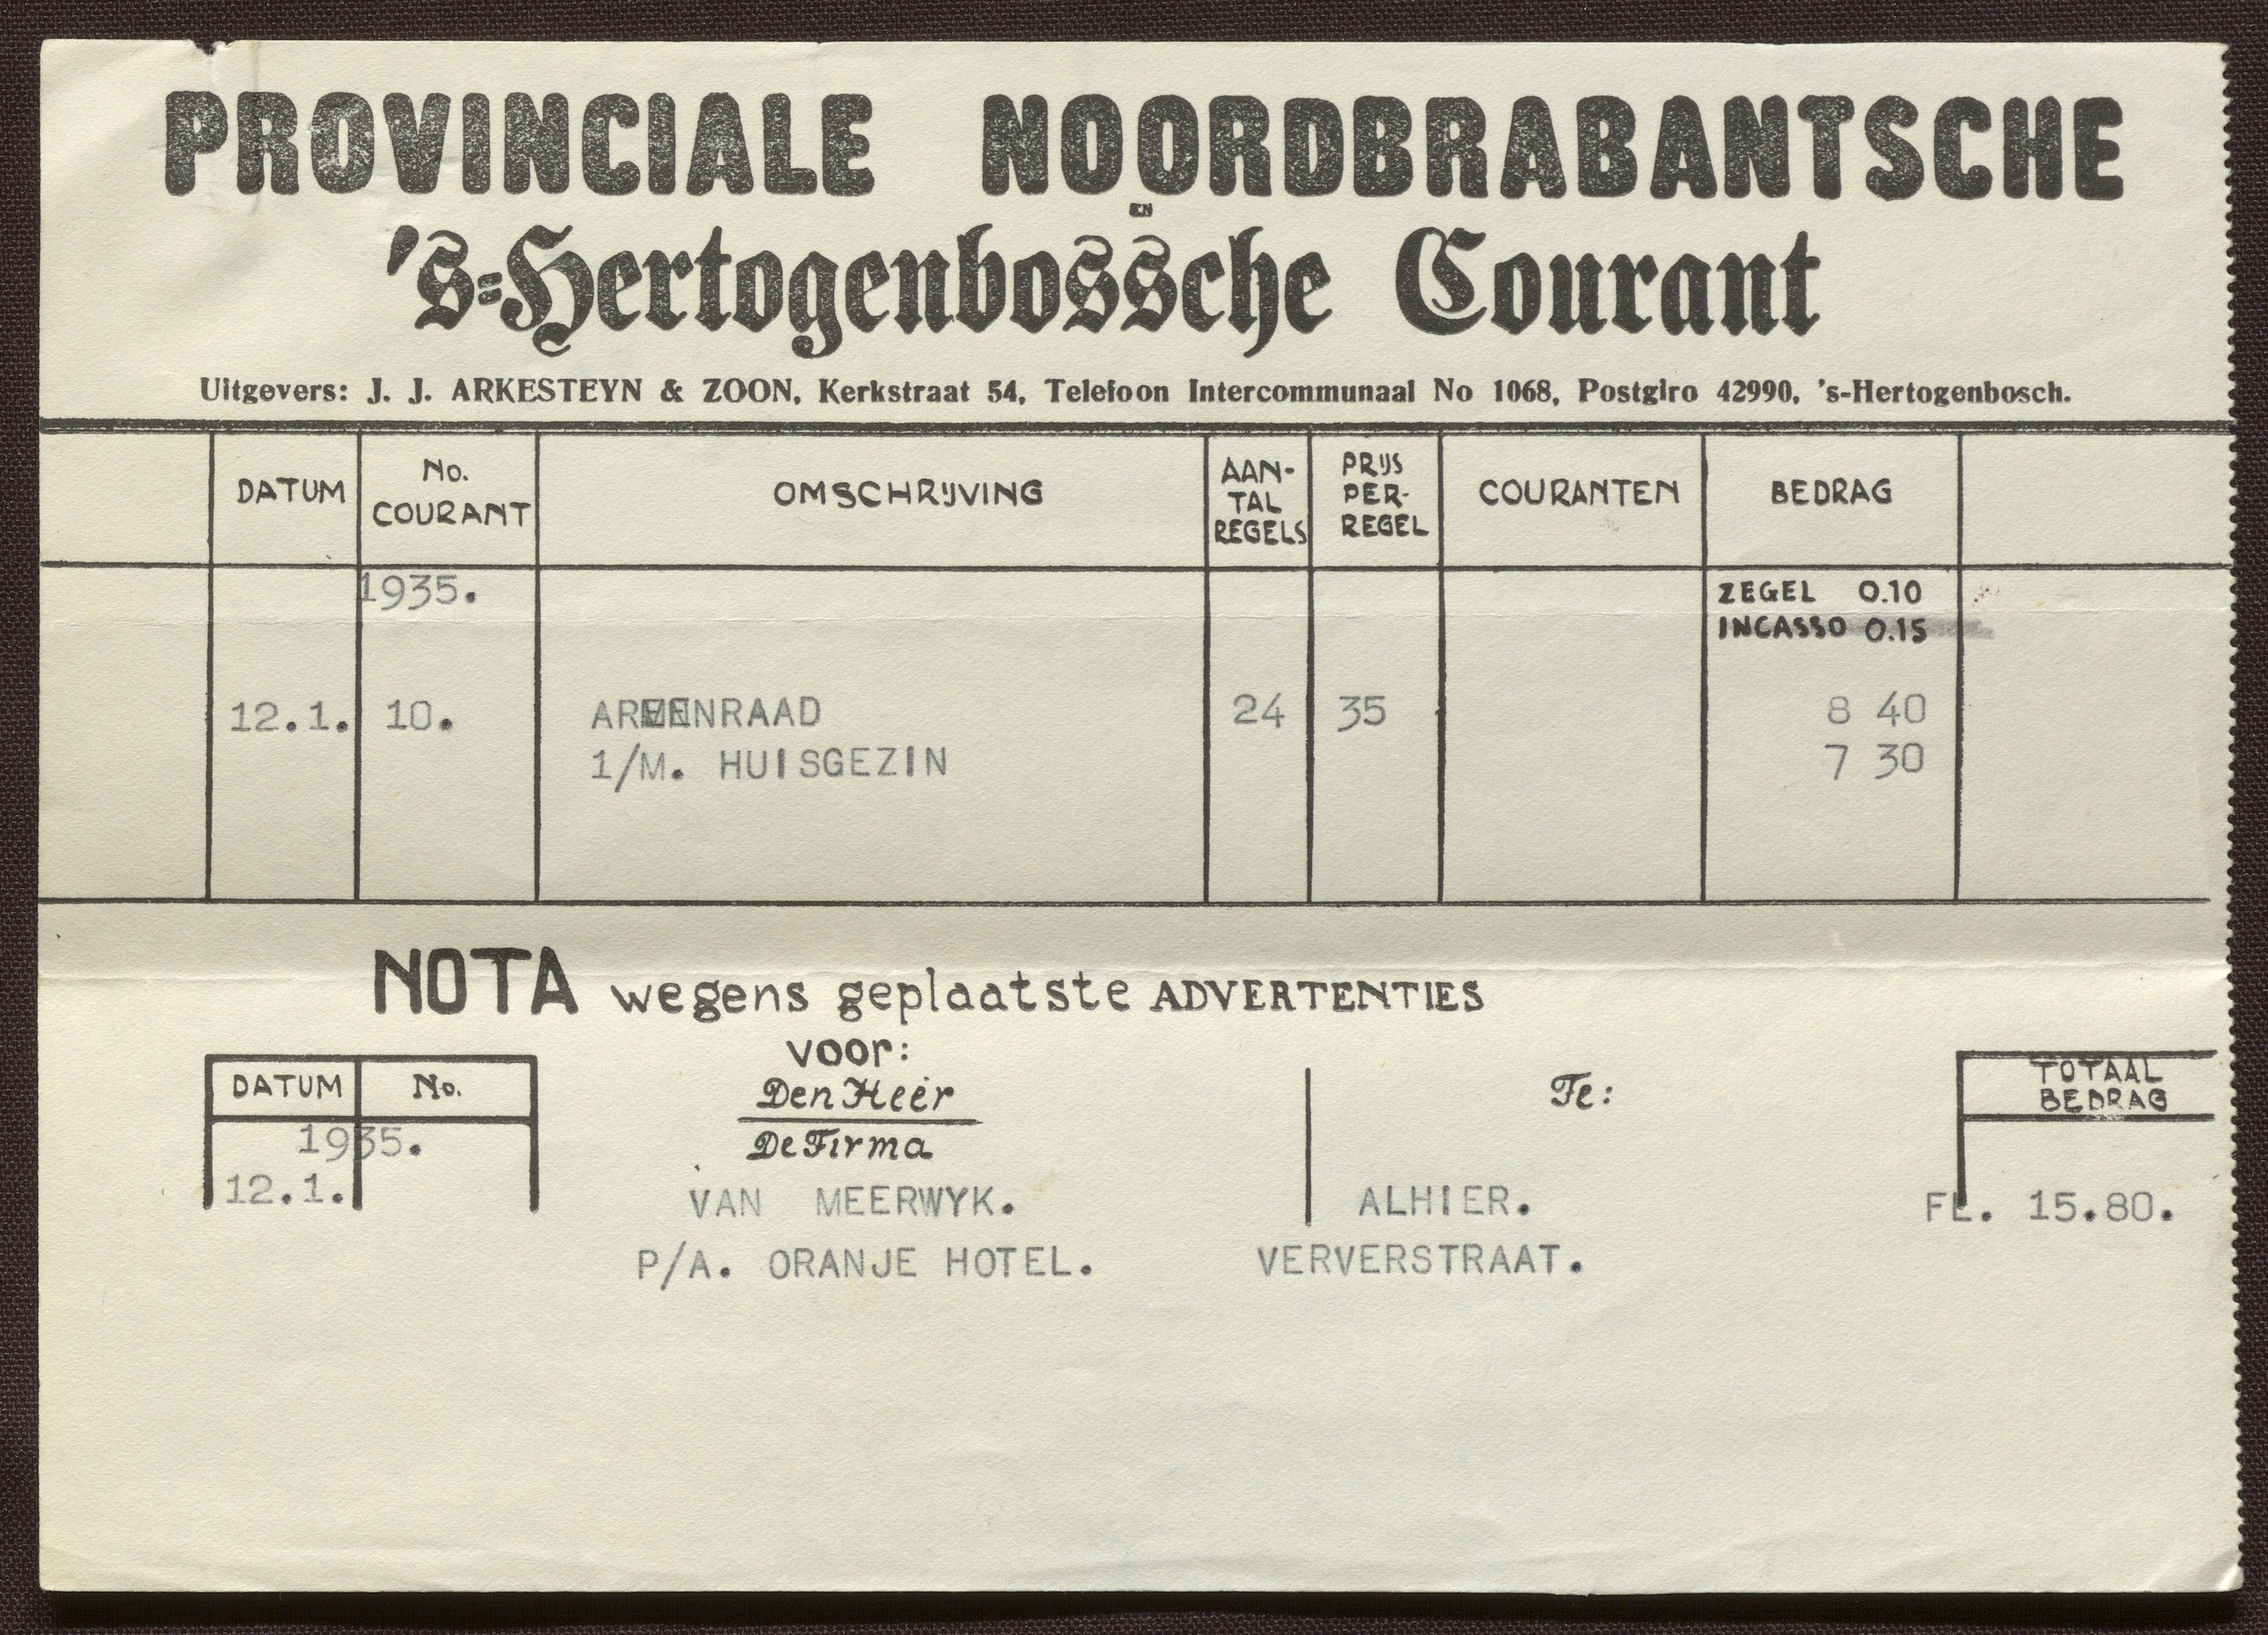 PROVINCIALE NOORDBRABANTSCHE
EN
's-Hertogenbossche Courant
Uitgevers: J. J. ARKESTEYN & ZOON, Kerkstraat 54, Telefoon Intercommunaal No 1068, Postgiro 42990, 's-Hertogenbosch.
DATUM No. COURANT OMSCHRIJVING AAN-TAL REGELS PRIJS PER-REGEL COURANTEN BEDRAG
1935. ZEGEL 0.10
INCASSO 0.15
12.1. 10. 24 35 8 40
1/M. HUISGEZIN 7 30
NOTA wegens geplaatste ADVERTENTIES
voor:
DATUM No. Den Heer Te: TOTAAL BEDRAG
De Firma
1935.
12.1. VAN MEERWYK. ALHIER. FL. 15.80.
P/A. ORANJE HOTEL. VERVERSTRAAT.